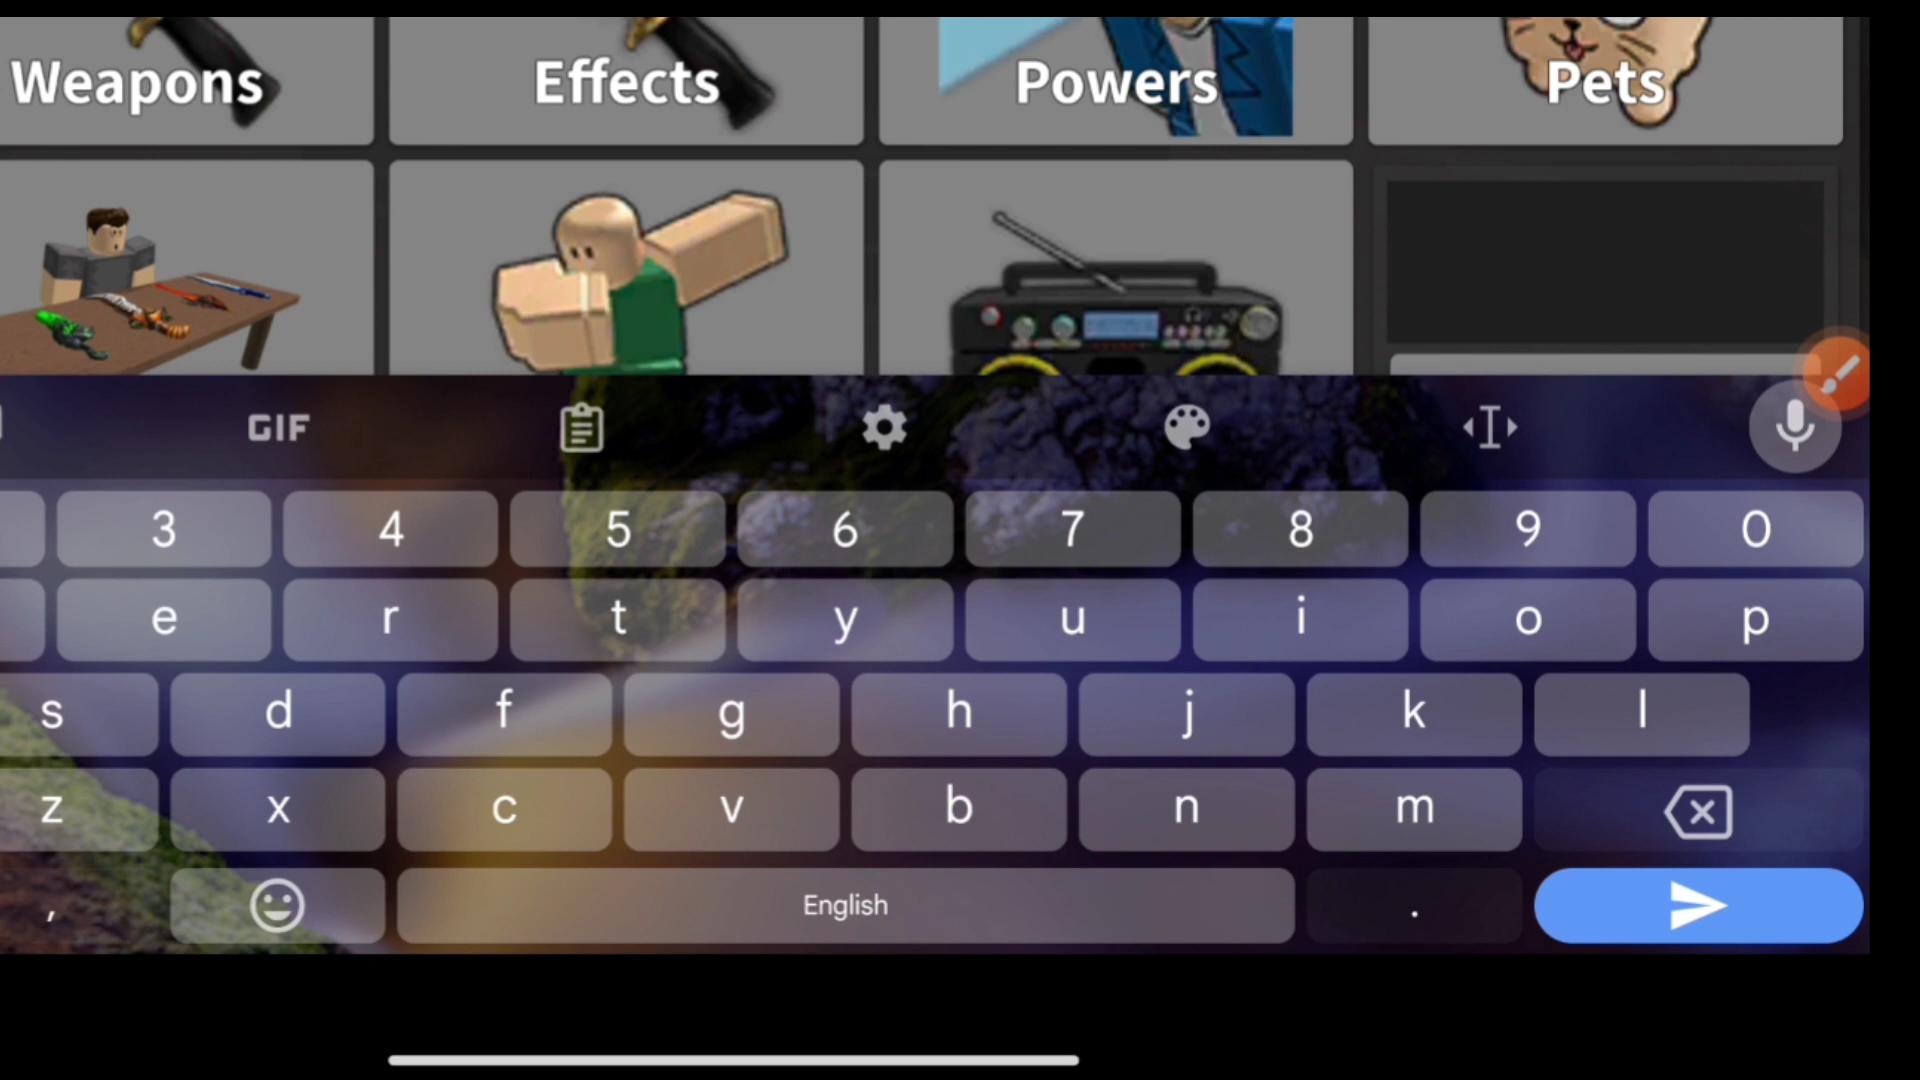 Weapons Effects Powers Pets
GIF
3 4 5 6 7 8 9 0
e r t y u i o p
s d f g h j k l
z x c v b n m
, English .